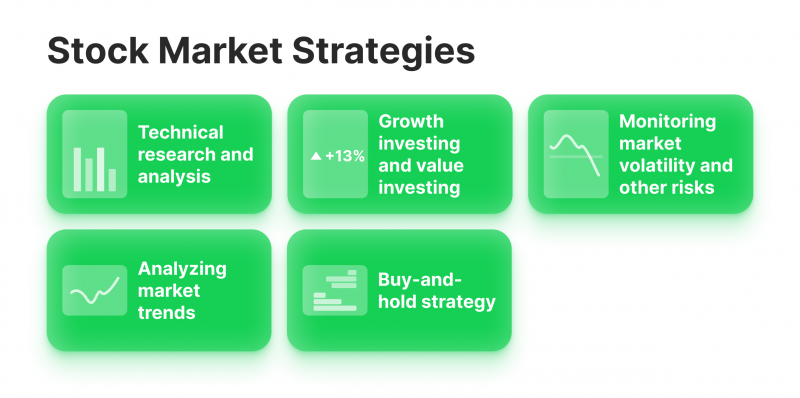 Stock Market Strategies
Technical
research and
analysis
▲+13%
Growth
investing
and value
investing
Monitoring
market
volatility and
other risks
Analyzing
market
trends
Buy-and-
hold strategy